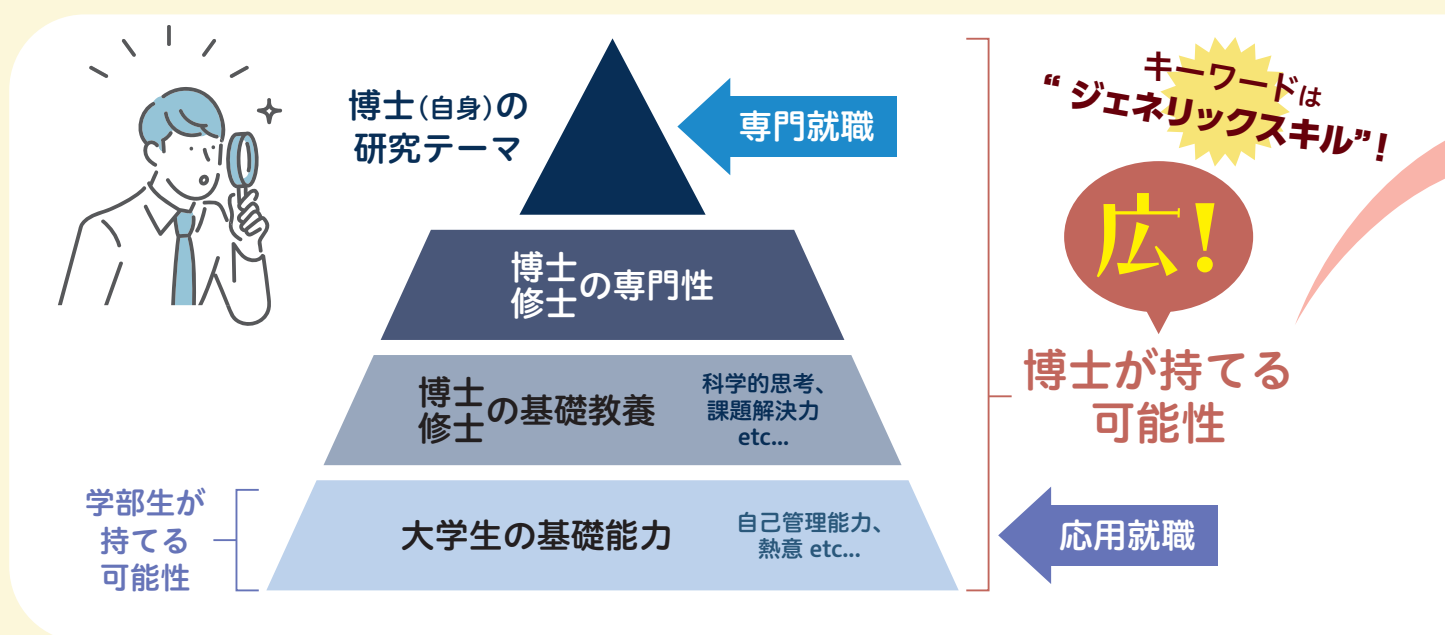 博士(自身)の
研究テーマ
専門就職
キーワードは
“ ジェネリックスキル”!
広!
博士が持てる
可能性
博士
修士
の専門性
博士
修士
の基礎教養
科学的思考、
課題解決力
etc...
学部生が
持てる
可能性
大学生の基礎能力
自己管理能力、
熱意 etc...
応用就職